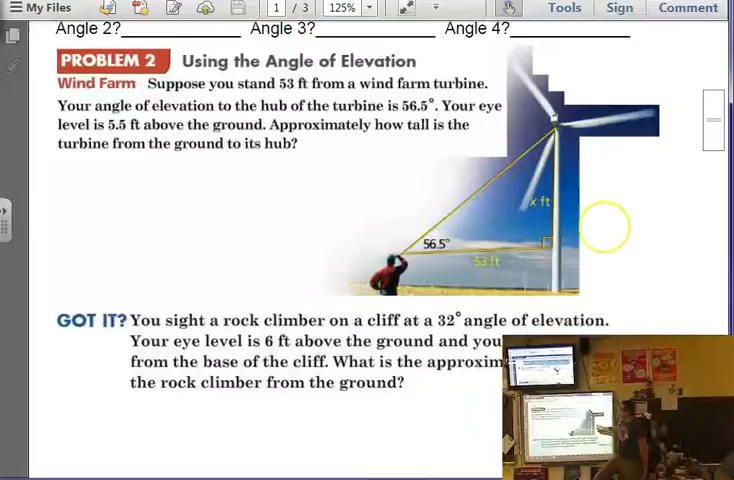 My Files
1 / 3
125%
Tools
Sign
Comment
Angle 2?______________ Angle 3?______________ Angle 4?______________
PROBLEM 2 Using the Angle of Elevation
Wind Farm Suppose you stand 53 ft from a wind farm turbine.
Your angle of elevation to the hub of the turbine is 56.5°. Your eye
level is 5.5 ft above the ground. Approximately how tall is the
turbine from the ground to its hub?
x ft
56.5°
53 ft
GOT IT? You sight a rock climber on a cliff at a 32° angle of elevation.
Your eye level is 6 ft above the ground and you
from the base of the cliff. What is the approxim
the rock climber from the ground?